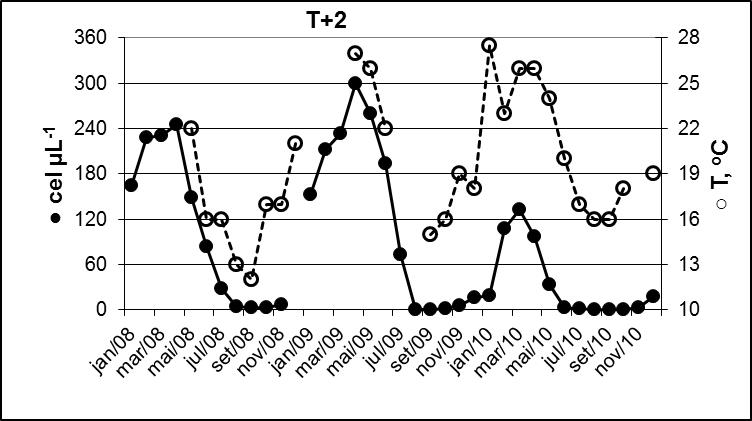 T+2
● cel µL-1
360
300
240
180
120
60
0
28
25
22
19
16
13
10
○ T, ºC
jan/08
mar/08
mai/08
jul/08
set/08
nov/08
jan/09
mar/09
mai/09
jul/09
set/09
nov/09
jan/10
mar/10
mai/10
jul/10
set/10
nov/10